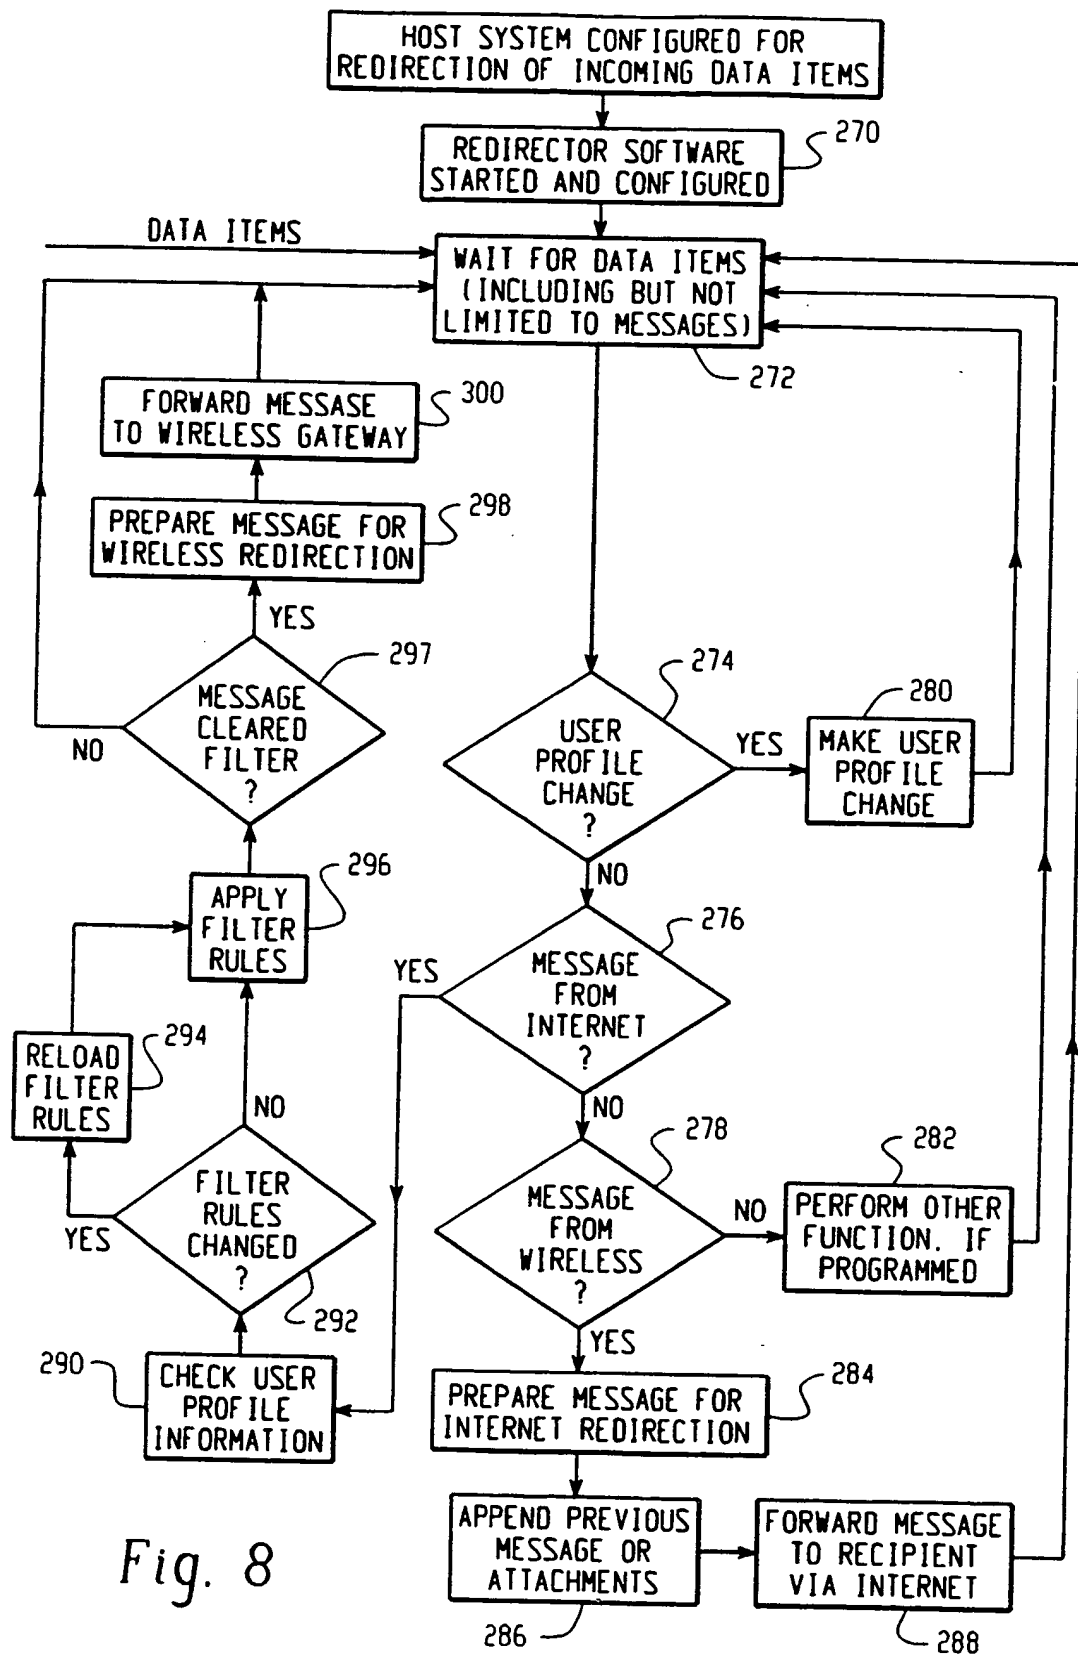 HOST SYSTEM CONFIGURED FOR
REDIRECTION OF INCOMING DATA ITEMS
270
REDIRECTOR SOFTWARE
STARTED AND CONFIGURED
DATA ITEMS
WAIT FOR DATA ITEMS
(INCLUDING BUT NOT
LIMITED TO MESSAGES)
272
300
FORWARD MESSASE
TO WIRELESS GATEWAY
298
PREPARE MESSAGE FOR
WIRELESS REDIRECTION
YES
297
MESSAGE
CLEARED
FILTER
?
NO
274
USER
PROFILE
CHANGE
?
YES
280
MAKE USER
PROFILE
CHANGE
NO
296
APPLY
FILTER
RULES
276
MESSAGE
FROM
INTERNET
?
YES
NO
294
RELOAD
FILTER
RULES
NO
FILTER
RULES
CHANGED
?
YES
292
278
MESSAGE
FROM
WIRELESS
?
NO
282
PERFORM OTHER
FUNCTION. IF
PROGRAMMED
YES
290
CHECK USER
PROFILE
INFORMATION
284
PREPARE MESSAGE FOR
INTERNET REDIRECTION
APPEND PREVIOUS
MESSAGE OR
ATTACHMENTS
286
FORWARD MESSAGE
TO RECIPIENT
VIA INTERNET
288
Fig. 8